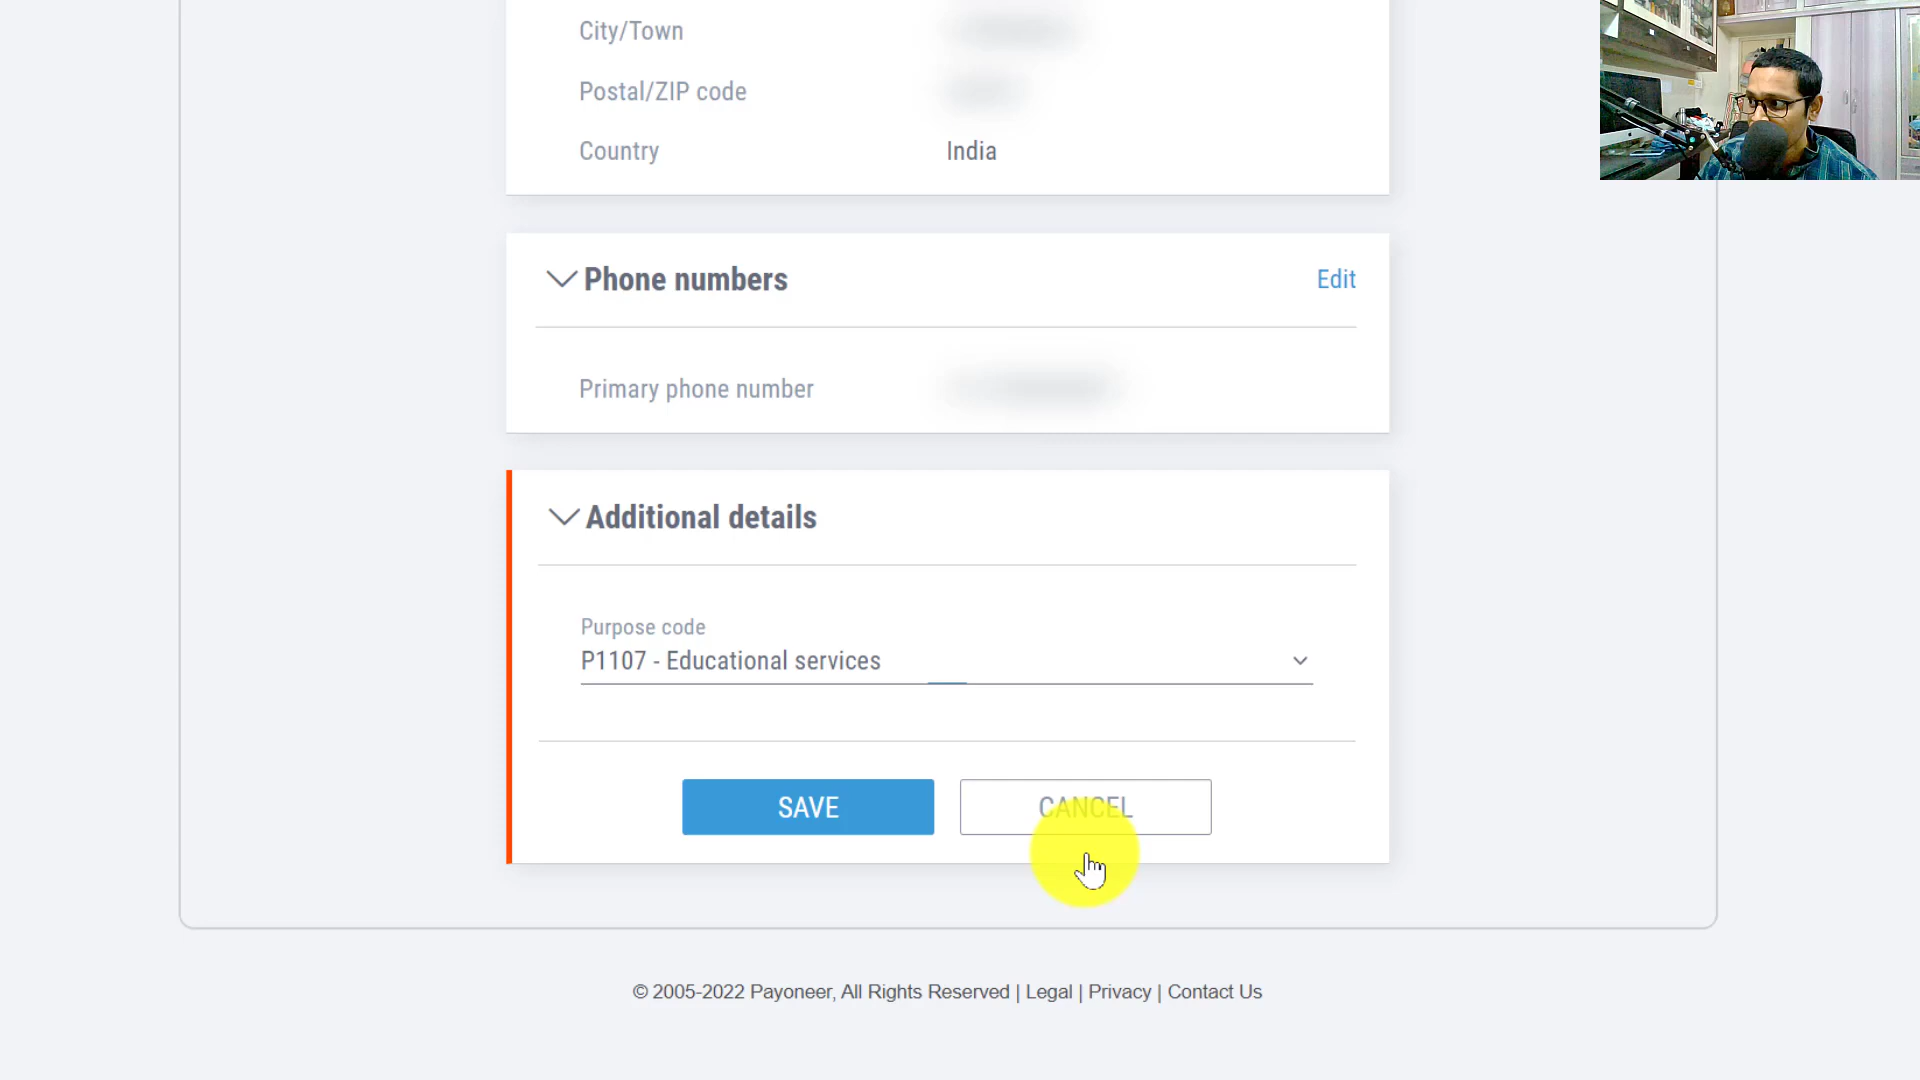 City/Town
Postal/ZIP code
Country India
Phone numbers Edit
Primary phone number
Additional details
Purpose code
P1107 - Educational services
SAVE CANCEL
© 2005-2022 Payoneer, All Rights Reserved | Legal | Privacy | Contact Us